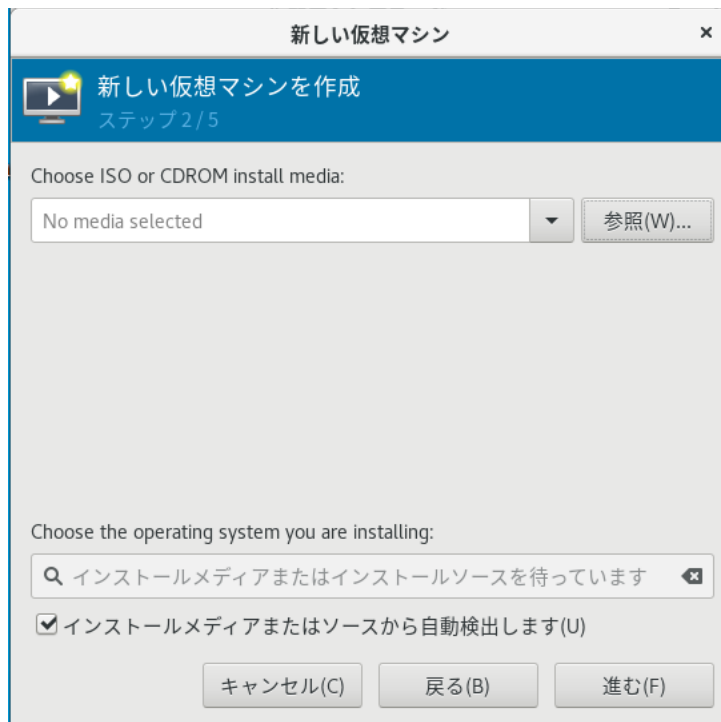 新しい仮想マシン ×
新しい仮想マシンを作成
ステップ 2 / 5
Choose ISO or CDROM install media:
No media selected
参照(W)...
Choose the operating system you are installing:
インストールメディアまたはインストールソースを待っています
インストールメディアまたはソースから自動検出します(U)
キャンセル(C) 戻る(B) 進む(F)